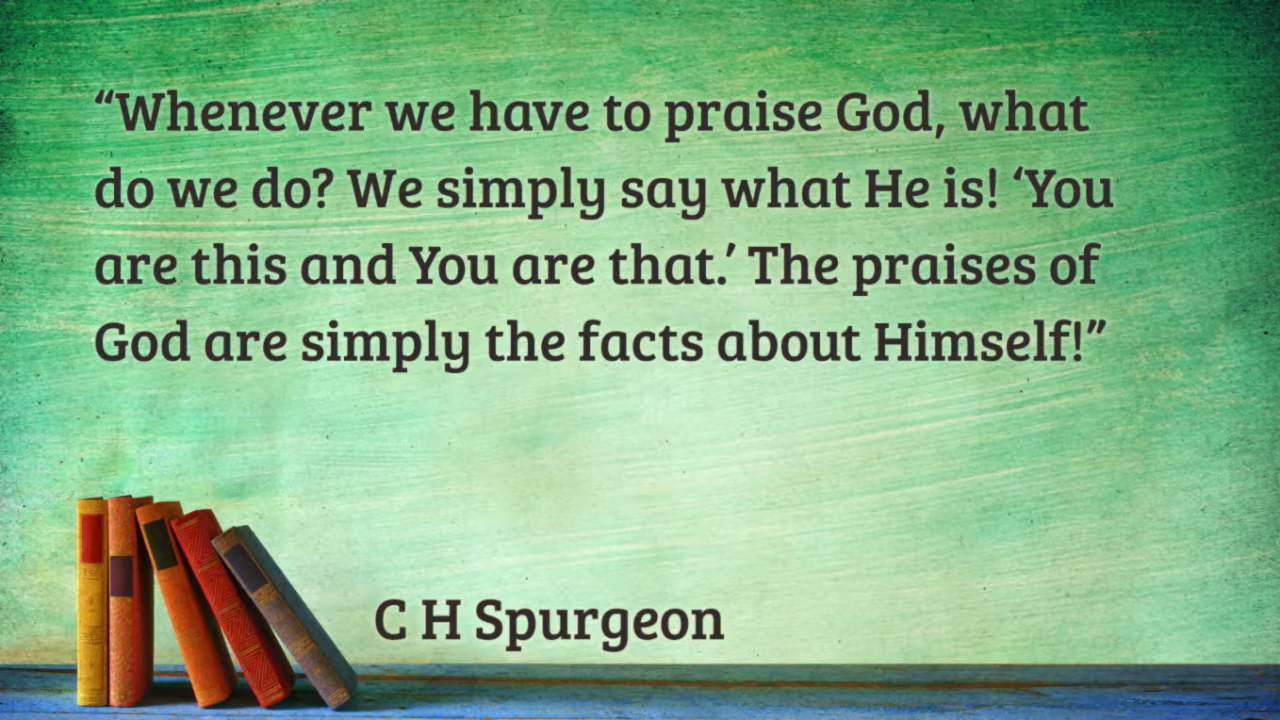 “Whenever we have to praise God, what
do we do? We simply say what He is! ‘You
are this and You are that.’ The praises of
God are simply the facts about Himself!”
C H Spurgeon